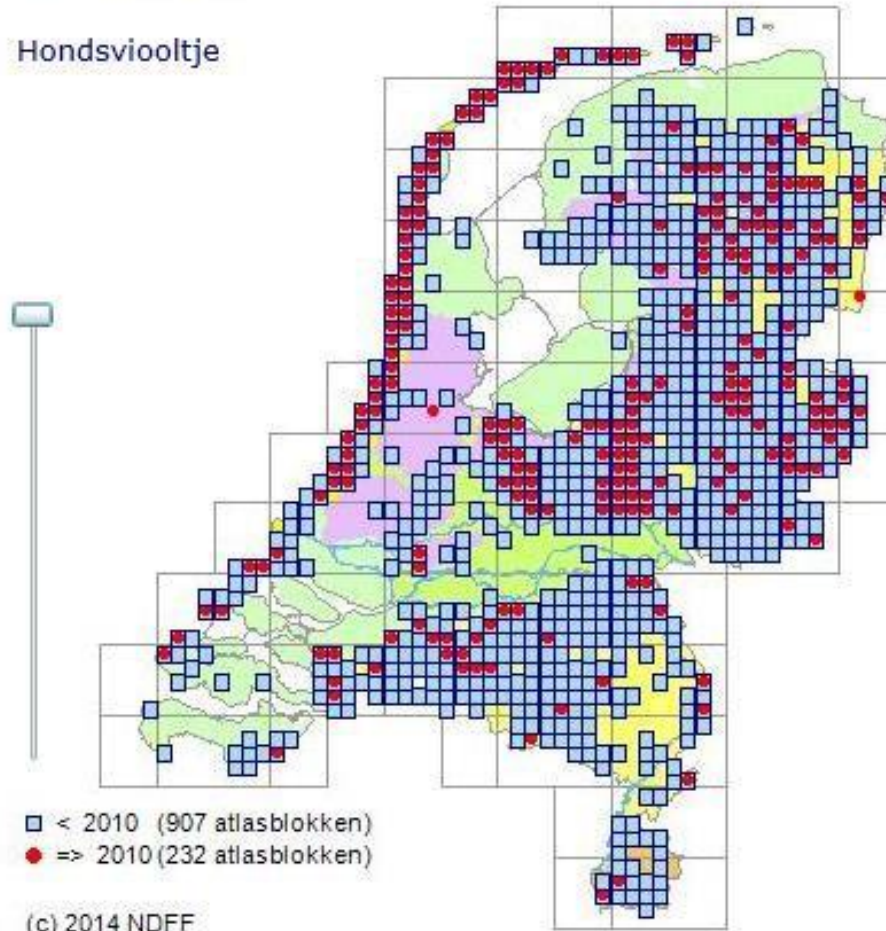 Hondsviooltje
< 2010 (907 atlasblokken)
=> 2010 (232 atlasblokken)
(c) 2014 NDFF